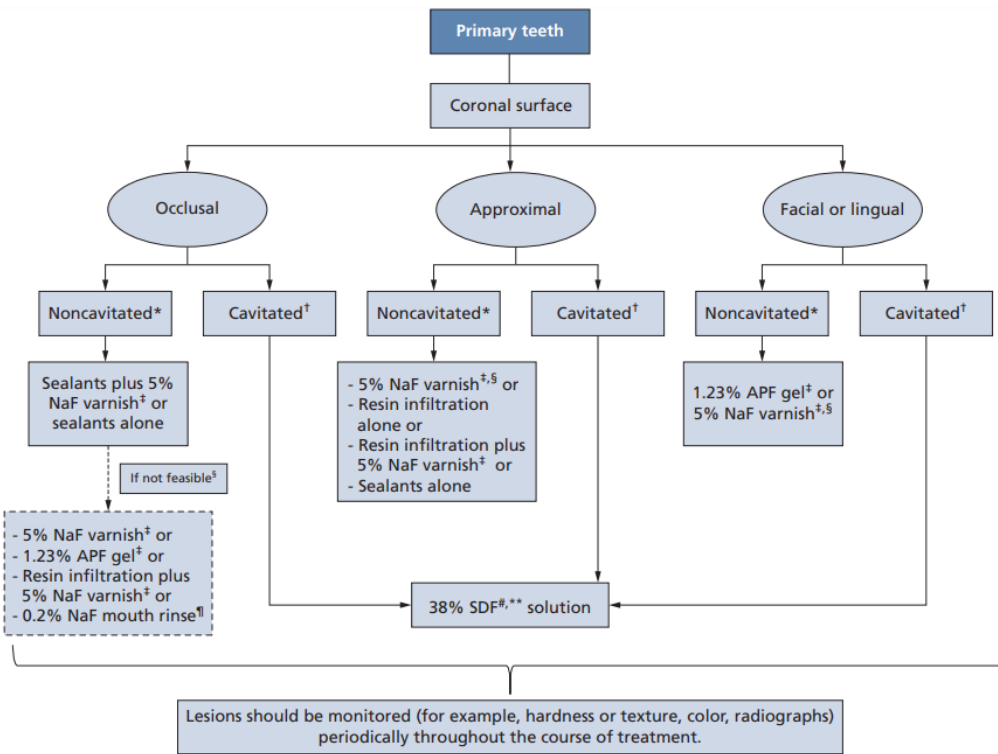 Primary teeth
Coronal surface
Occlusal
Approximal
Facial or lingual
Noncavitated*
Cavitated†
Noncavitated*
Cavitated†
Noncavitated*
Cavitated†
Sealants plus 5%
NaF varnish‡ or
sealants alone
- 5% NaF varnish‡,§ or
- Resin infiltration
alone or
- Resin infiltration plus
5% NaF varnish‡ or
- Sealants alone
1.23% APF gel‡ or
5% NaF varnish‡,§
If not feasible§
- 5% NaF varnish‡ or
- 1.23% APF gel‡ or
- Resin infiltration plus
5% NaF varnish‡ or
- 0.2% NaF mouth rinse¶
38% SDF#,** solution
Lesions should be monitored (for example, hardness or texture, color, radiographs)
periodically throughout the course of treatment.